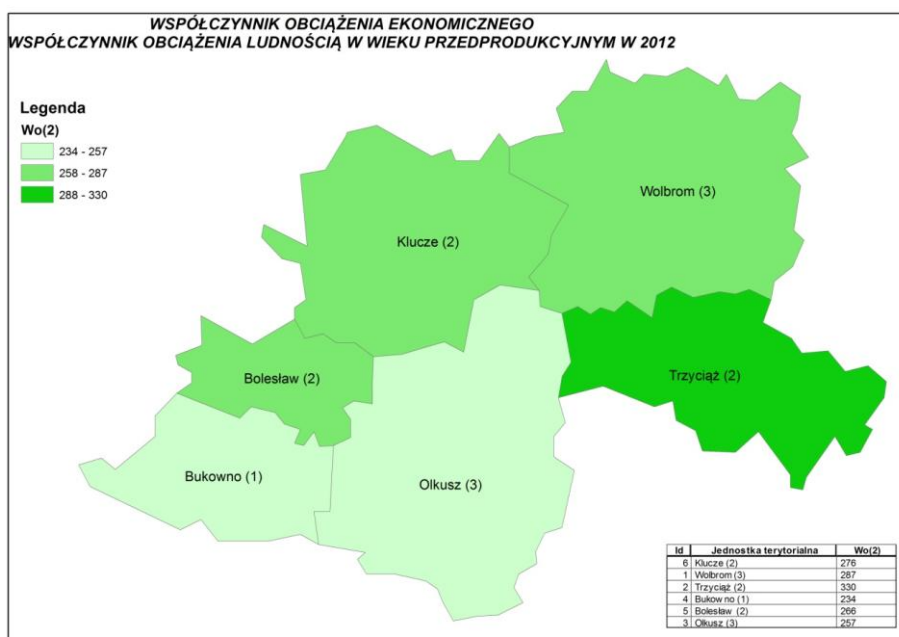 WSPÓŁCZYNNIK OBCIĄŻENIA EKONOMICZNEGO
WSPÓŁCZYNNIK OBCIĄŻENIA LUDNOŚCIĄ W WIEKU PRZEDPRODUKCYJNYM W 2012
Legenda
Wo(2)
234 - 257
258 - 287
288 - 330
Wolbrom (3)
Klucze (2)
Trzyciąż (2)
Bolesław (2)
Bukowno (1)
Olkusz (3)
Id Jednostka terytorialna Wo(2)
6 Klucze (2) 276
1 Wolbrom (3) 287
2 Trzyciąż (2) 330
4 Bukow no (1) 234
5 Bolesław (2) 266
3 Olkusz (3) 257